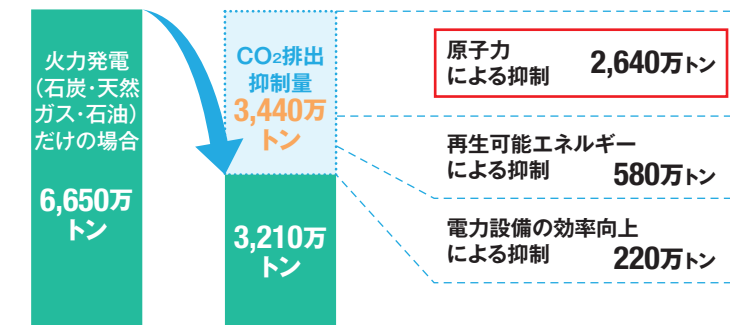 火力発電
(石炭・天然
ガス・石油)
だけの場合
6,650万
トン
CO₂排出
抑制量
3,440万
トン
3,210万
トン
原子力
による抑制 2,640万トン
再生可能エネルギー
による抑制 580万トン
電力設備の効率向上
による抑制 220万トン